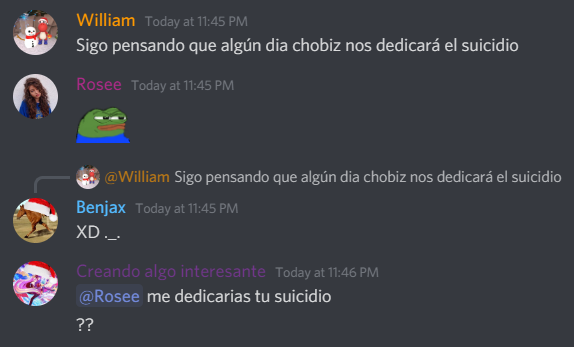 William Today at 11:45 PM
Sigo pensando que algún dia chobiz nos dedicará el suicidio
Rosee Today at 11:45 PM
@William Sigo pensando que algún dia chobiz nos dedicará el suicidio
Benjax Today at 11:45 PM
XD ._.
Creando algo interesante Today at 11:46 PM
@Rosee me dedicarias tu suicidio
??